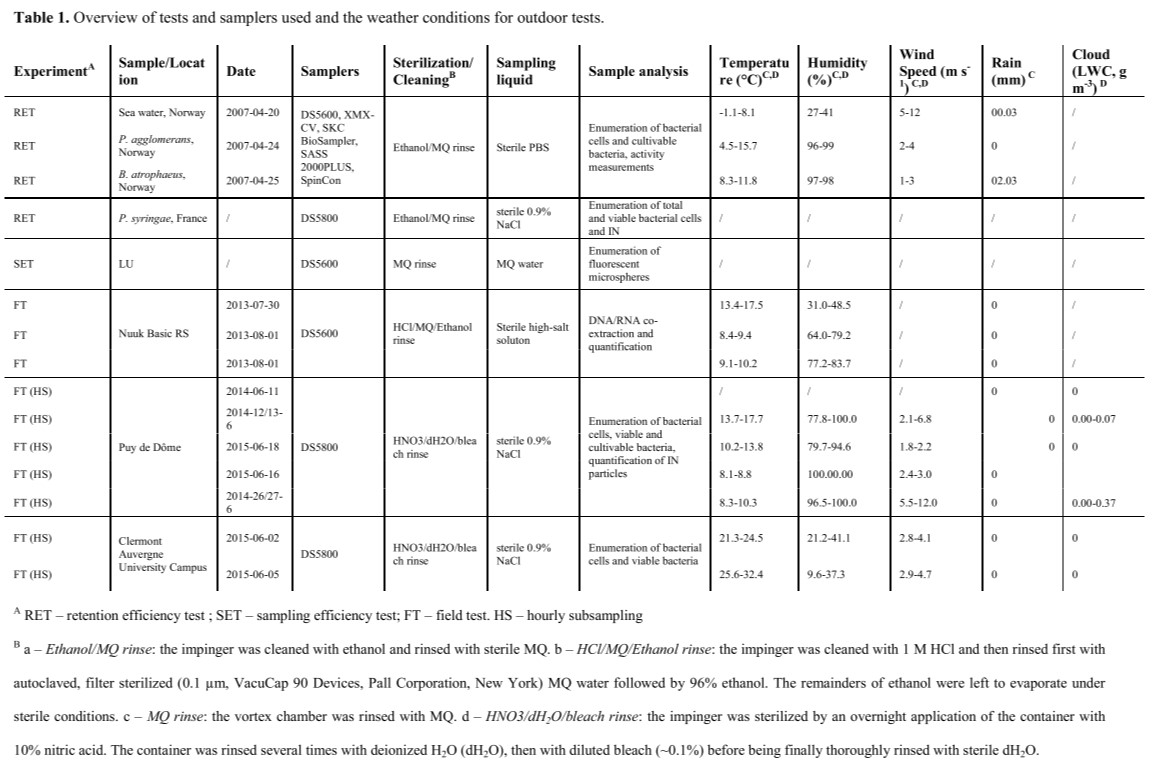 Table 1. Overview of tests and samplers used and the weather conditions for outdoor tests.
Experiment^A | Sample/Locat ion | Date | Samplers | Sterilization/ Cleaning^B | Sampling liquid | Sample analysis | Temperatu re (°C)^C,D | Humidity (%)^C,D | Wind Speed (m s^-1)^C,D | Rain (mm) ^C | Cloud (LWC, g m^-3) ^D
RET | Sea water, Norway | 2007-04-20 | DS5600, XMX-CV, SKC BioSampler, SASS 2000PLUS, SpinCon | Ethanol/MQ rinse | Sterile PBS | Enumeration of bacterial cells and cultivable bacteria, activity measurements | -1.1-8.1 | 27-41 | 5-12 | 00.03 | /
RET | P. agglomerans, Norway | 2007-04-24 | 4.5-15.7 | 96-99 | 2-4 | 0 | /
RET | B. atrophaeus, Norway | 2007-04-25 | 8.3-11.8 | 97-98 | 1-3 | 02.03 | /
RET | P. syringae, France | / | DS5800 | Ethanol/MQ rinse | sterile 0.9% NaCl | Enumeration of total and viable bacterial cells and IN | / | / | / | / | /
SET | LU | / | DS5600 | MQ rinse | MQ water | Enumeration of fluorescent microspheres | / | / | / | / | /
FT | Nuuk Basic RS | 2013-07-30 | DS5600 | HCl/MQ/Ethanol rinse | Sterile high-salt soluton | DNA/RNA co-extraction and quantification | 13.4-17.5 | 31.0-48.5 | / | 0 | /
FT | 2013-08-01 | 8.4-9.4 | 64.0-79.2 | / | 0 | /
FT | 2013-08-01 | 9.1-10.2 | 77.2-83.7 | / | 0 | /
FT (HS) | Puy de Dôme | 2014-06-11 | DS5800 | HNO3/dH2O/blea ch rinse | sterile 0.9% NaCl | Enumeration of bacterial cells, viable and cultivable bacteria, quantification of IN particles | / | / | / | 0 | 0
FT (HS) | 2014-12/13-6 | 13.7-17.7 | 77.8-100.0 | 2.1-6.8 | 0 | 0.00-0.07
FT (HS) | 2015-06-18 | 10.2-13.8 | 79.7-94.6 | 1.8-2.2 | 0 | 0
FT (HS) | 2015-06-16 | 8.1-8.8 | 100.00.00 | 2.4-3.0 | 0
FT (HS) | 2014-26/27-6 | 8.3-10.3 | 96.5-100.0 | 5.5-12.0 | 0 | 0.00-0.37
FT (HS) | Clermont Auvergne University Campus | 2015-06-02 | DS5800 | HNO3/dH2O/blea ch rinse | sterile 0.9% NaCl | Enumeration of bacterial cells and viable bacteria | 21.3-24.5 | 21.2-41.1 | 2.8-4.1 | 0 | 0
FT (HS) | 2015-06-05 | 25.6-32.4 | 9.6-37.3 | 2.9-4.7 | 0 | 0
^A RET – retention efficiency test ; SET – sampling efficiency test; FT – field test. HS – hourly subsampling
^B a – Ethanol/MQ rinse: the impinger was cleaned with ethanol and rinsed with sterile MQ. b – HCl/MQ/Ethanol rinse: the impinger was cleaned with 1 M HCl and then rinsed first with
autoclaved, filter sterilized (0.1 µm, VacuCap 90 Devices, Pall Corporation, New York) MQ water followed by 96% ethanol. The remainders of ethanol were left to evaporate under
sterile conditions. c – MQ rinse: the vortex chamber was rinsed with MQ. d – HNO3/dH₂O/bleach rinse: the impinger was sterilized by an overnight application of the container with
10% nitric acid. The container was rinsed several times with deionized H₂O (dH₂O), then with diluted bleach (~0.1%) before being finally thoroughly rinsed with sterile dH₂O.